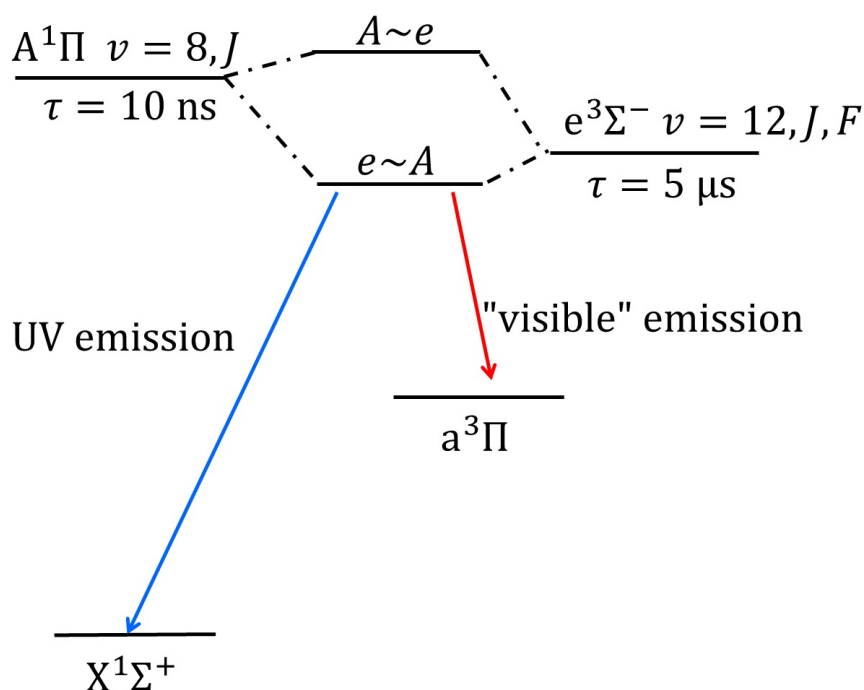 A¹Π v = 8, J
τ = 10 ns
A~e
e~A
e³Σ⁻ v = 12, J, F
τ = 5 μs
UV emission
"visible" emission
a³Π
X¹Σ⁺